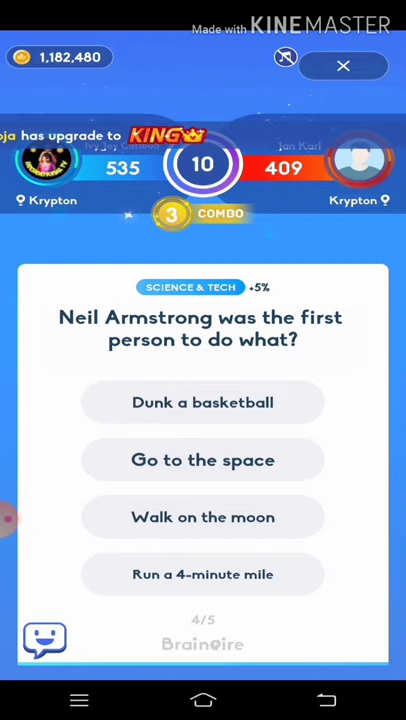 Made with KINEMASTER
1,182,480
oja has upgrade to KING
Jan Karl
535
10
409
Krypton
Krypton
3 COMBO
SCIENCE & TECH +5%
Neil Armstrong was the first
person to do what?
Dunk a basketball
Go to the space
Walk on the moon
Run a 4-minute mile
4/5
Brainoire